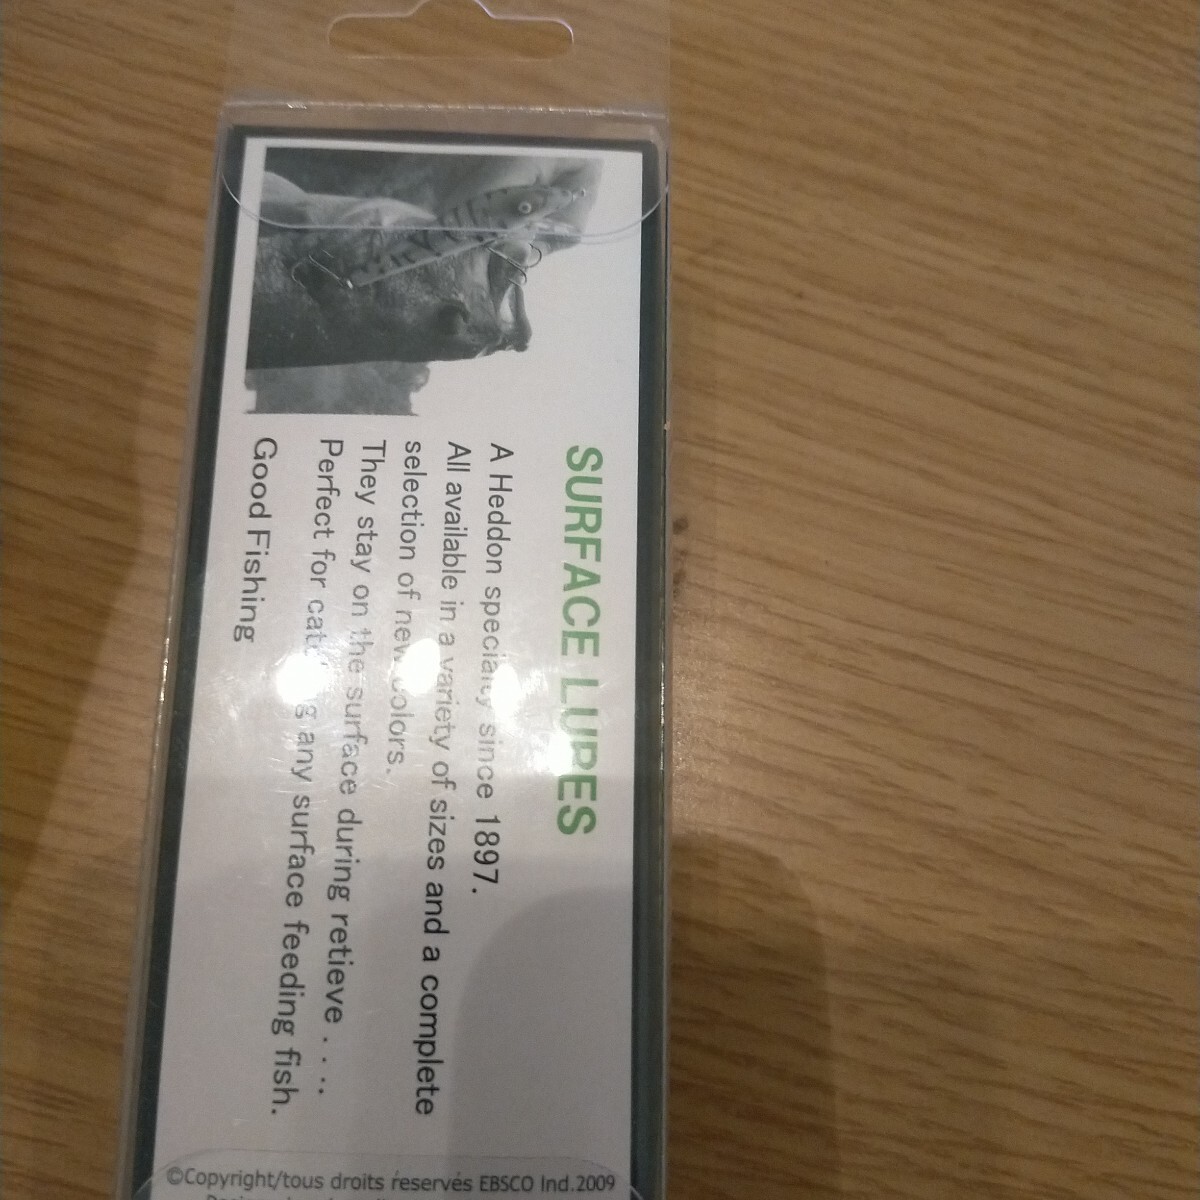 SURFACE LURES
A Heddon specialty since 1897.
All available in a variety of sizes and a complete
selection of new colors.
They stay on the surface during retieve . . . .
Perfect for catching any surface feeding fish.
Good Fishing
©Copyright/tous droits réservés EBSCO Ind.2009